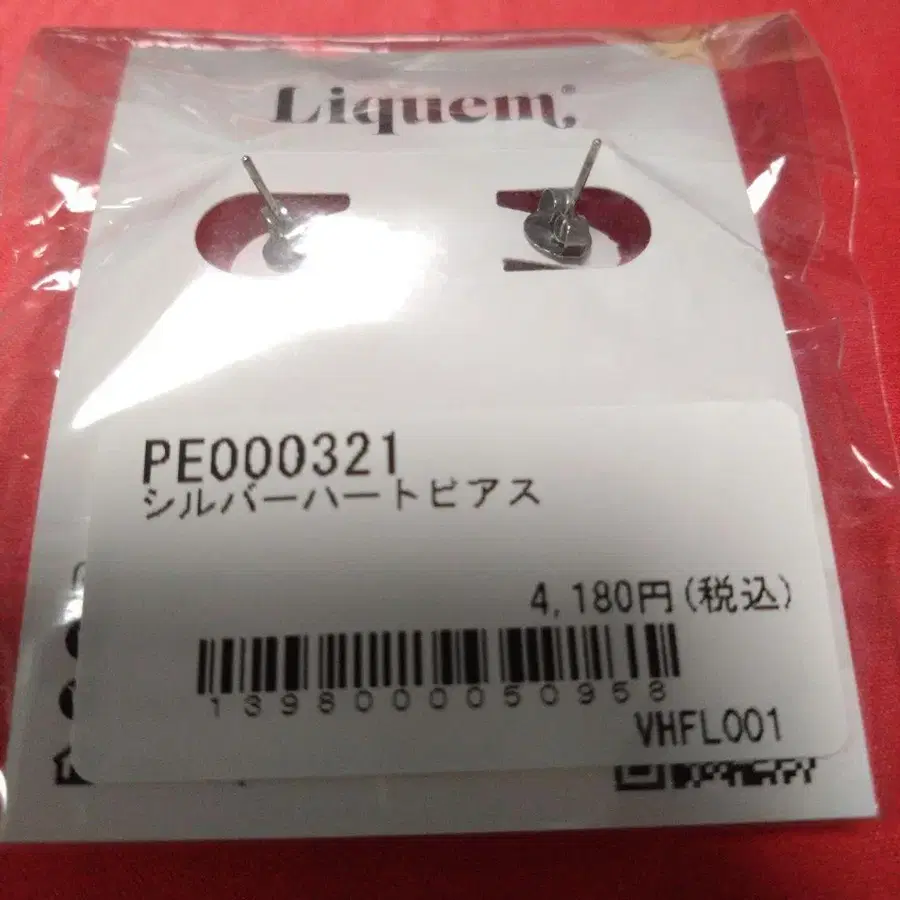 Liquem®
PE000321
シルバーハートピアス
4,180円(税込)
1398000050958
VHFL001